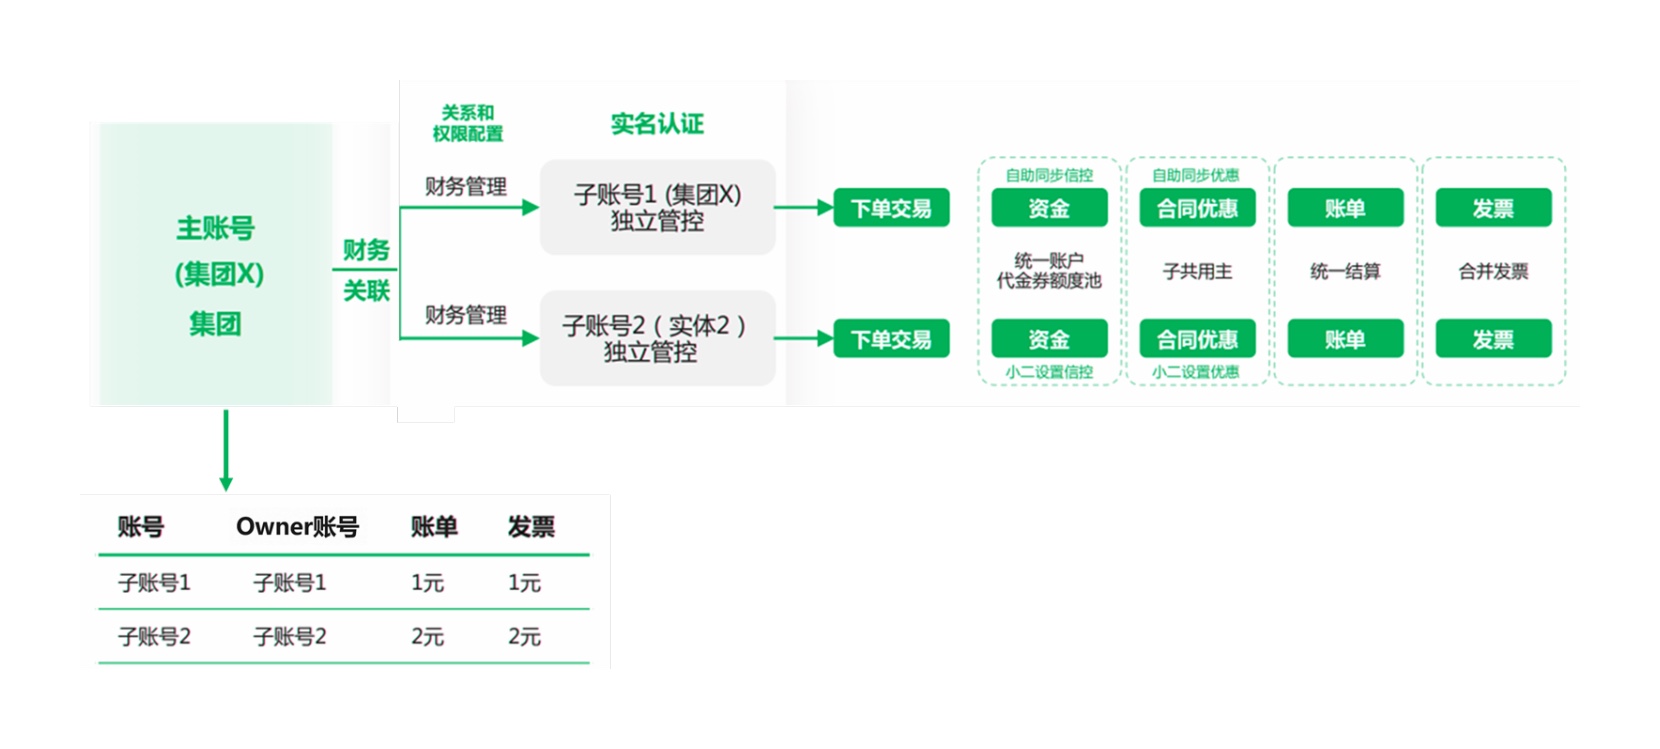 主账号
(集团X)
集团
财务
关联
关系和
权限配置
实名认证
财务管理
子账号1 (集团X)
独立管控
下单交易
财务管理
子账号2（实体2）
独立管控
下单交易
自助同步信控
资金
统一账户
代金券额度池
资金
小二设置信控
自助同步优惠
合同优惠
子共用主
合同优惠
小二设置优惠
账单
统一结算
账单
发票
合并发票
发票
账号 Owner账号 账单 发票
子账号1 子账号1 1元 1元
子账号2 子账号2 2元 2元